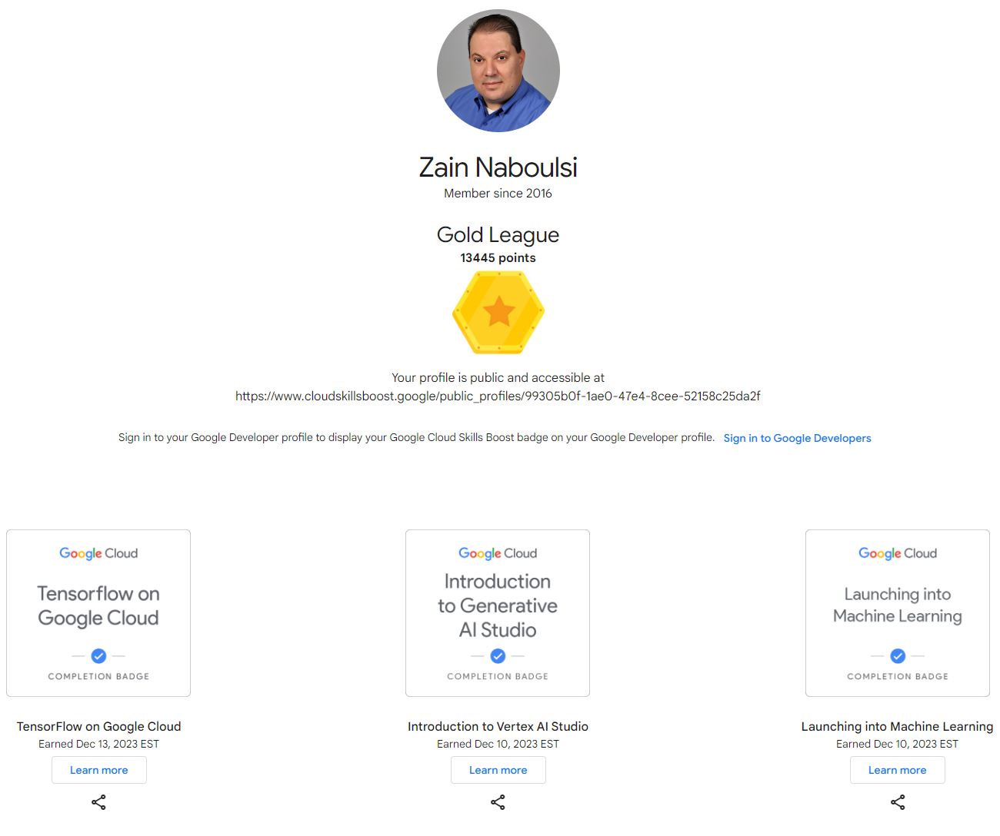 Zain Naboulsi
Member since 2016
Gold League
13445 points
Your profile is public and accessible at
https://www.cloudskillsboost.google/public_profiles/99305b0f-1ae0-47e4-8cee-52158c25da2f
Sign in to your Google Developer profile to display your Google Cloud Skills Boost badge on your Google Developer profile. Sign in to Google Developers
Google Cloud
Tensorflow on
Google Cloud
COMPLETION BADGE
TensorFlow on Google Cloud
Earned Dec 13, 2023 EST
Learn more
Google Cloud
Introduction
to Generative
AI Studio
COMPLETION BADGE
Introduction to Vertex AI Studio
Earned Dec 10, 2023 EST
Learn more
Google Cloud
Launching into
Machine Learning
COMPLETION BADGE
Launching into Machine Learning
Earned Dec 10, 2023 EST
Learn more